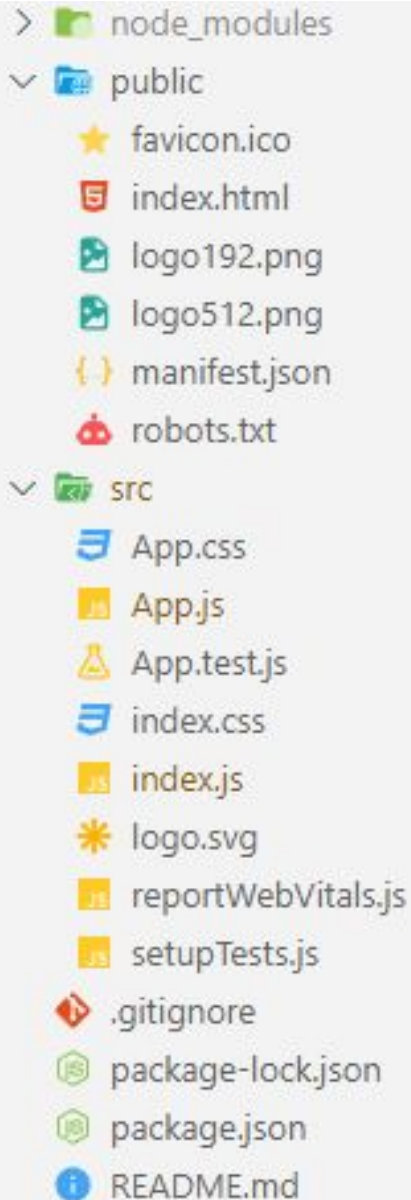 node_modules
public
favicon.ico
index.html
logo192.png
logo512.png
manifest.json
robots.txt
src
App.css
App.js
App.test.js
index.css
index.js
logo.svg
reportWebVitals.js
setupTests.js
.gitignore
package-lock.json
package.json
README.md